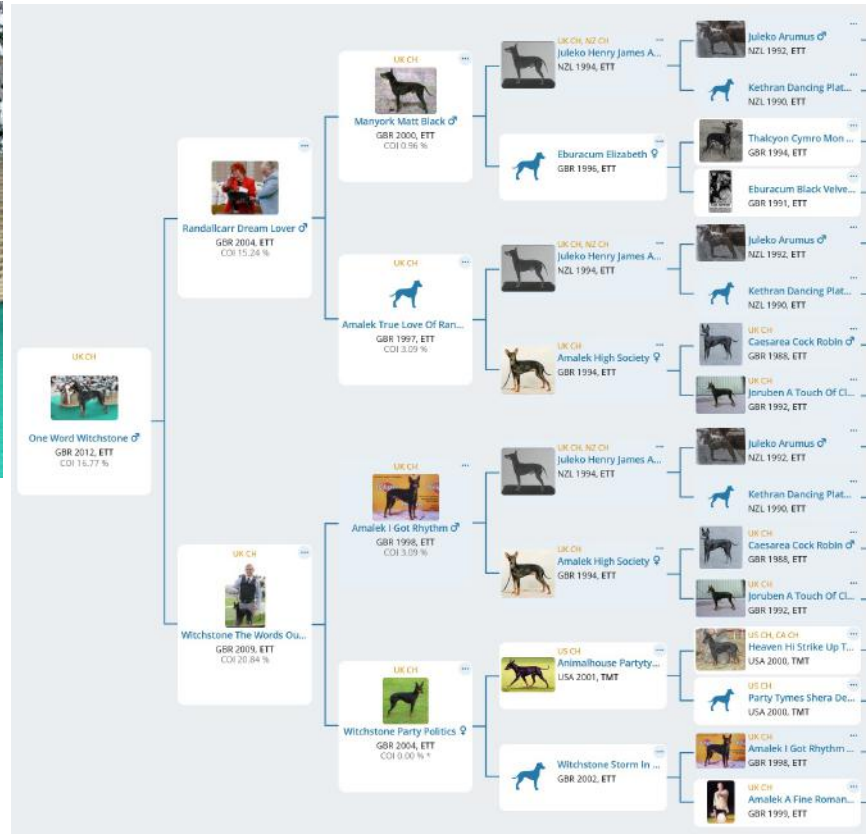 UK CH
One Word Witchstone ♂
GBR 2012, ETT
COI 16.77 %
Randallcarr Dream Lover ♂
GBR 2004, ETT
COI 15.24 %
UK CH
Witchstone The Words Ou...
GBR 2009, ETT
COI 20.84 %
UK CH
Manyork Matt Black ♂
GBR 2000, ETT
COI 0.96 %
UK CH
Amalek True Love Of Ran...
GBR 1997, ETT
COI 3.09 %
UK CH
Amalek I Got Rhythm ♂
GBR 1998, ETT
COI 3.09 %
UK CH
Witchstone Party Politics ♀
GBR 2004, ETT
COI 0.00 % *
UK CH, NZ CH
Juleko Henry James A...
NZL 1994, ETT
Eburacum Elizabeth ♀
GBR 1996, ETT
UK CH, NZ CH
Juleko Henry James A...
NZL 1994, ETT
UK CH
Amalek High Society ♀
GBR 1994, ETT
UK CH, NZ CH
Juleko Henry James A...
NZL 1994, ETT
UK CH
Amalek High Society ♀
GBR 1994, ETT
US CH
Animalhouse Partyty...
USA 2001, TMT
Witchstone Storm In ...
GBR 2002, ETT
Juleko Arumus ♂
NZL 1992, ETT
Kethran Dancing Plat...
NZL 1990, ETT
Thalcyon Cymro Mon ...
GBR 1994, ETT
Eburacum Black Velve...
GBR 1991, ETT
Juleko Arumus ♂
NZL 1992, ETT
Kethran Dancing Plat...
NZL 1990, ETT
UK CH
Caesarea Cock Robin ♂
GBR 1988, ETT
UK CH
Joruben A Touch Of Cl...
GBR 1992, ETT
Juleko Arumus ♂
NZL 1992, ETT
Kethran Dancing Plat...
NZL 1990, ETT
UK CH
Caesarea Cock Robin ♂
GBR 1988, ETT
UK CH
Joruben A Touch Of Cl...
GBR 1992, ETT
US CH, CA CH
Heaven Hi Strike Up T...
USA 2000, TMT
US CH
Party Tymes Shera De...
USA 2000, TMT
UK CH
Amalek I Got Rhythm ...
GBR 1998, ETT
UK CH
Amalek A Fine Roman...
GBR 1999, ETT